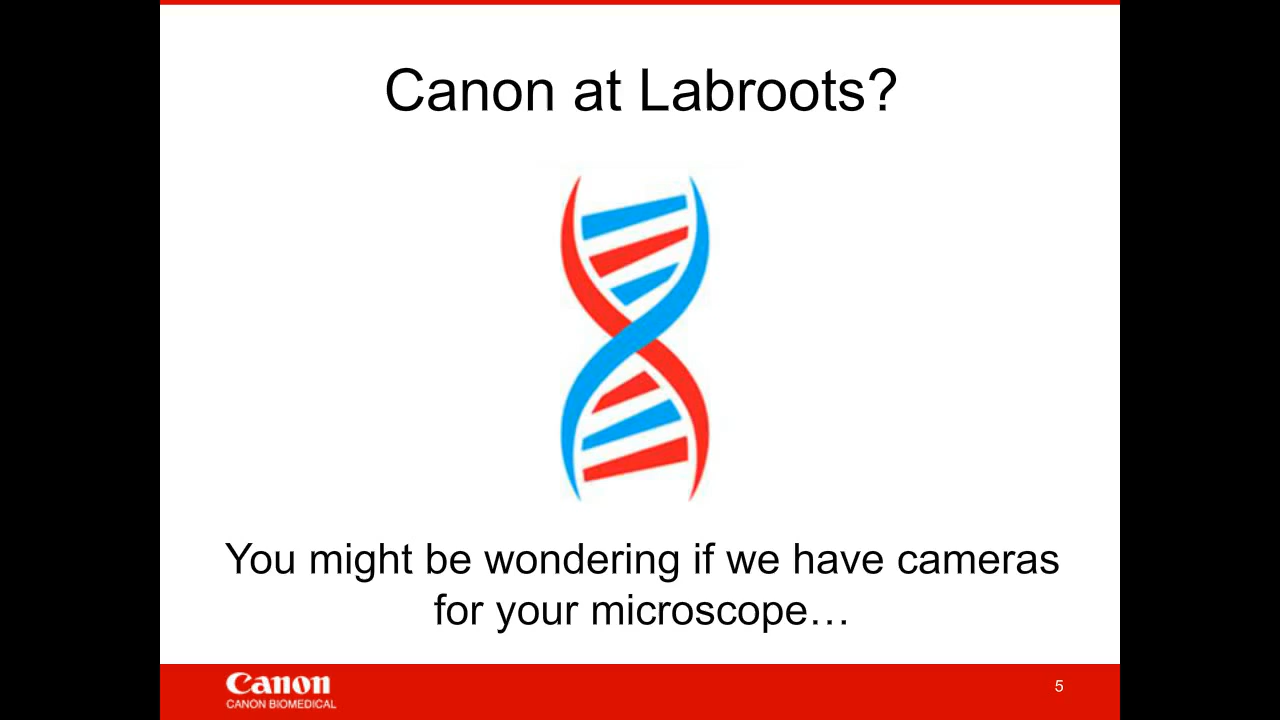 Canon at Labroots?
You might be wondering if we have cameras
for your microscope…
Canon
CANON BIOMEDICAL
5